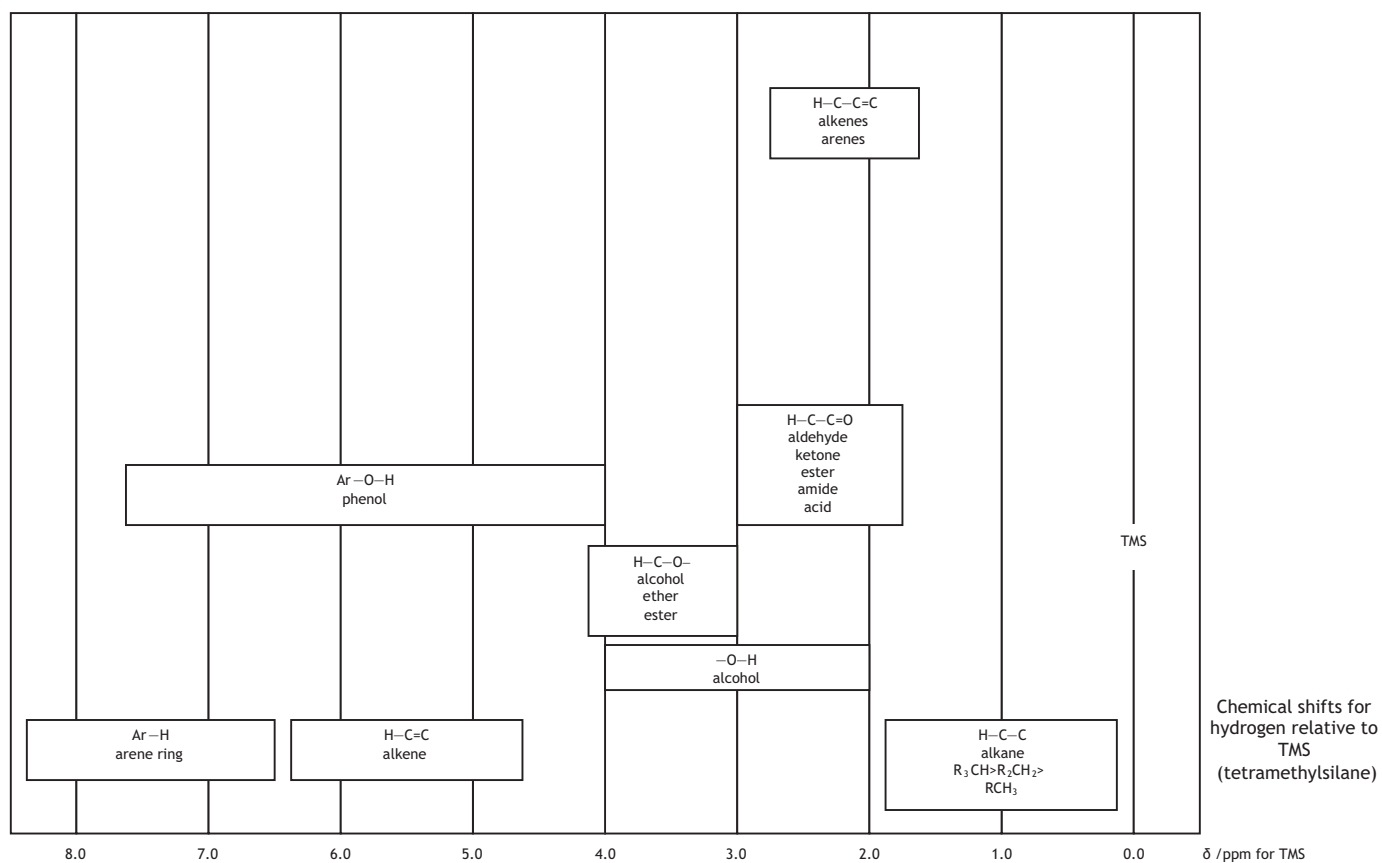 H—C—C=C
alkenes
arenes
H—C—C=O
aldehyde
ketone
ester
amide
acid
Ar—O—H
phenol
TMS
H—C—O—
alcohol
ether
ester
—O—H
alcohol
Ar—H
arene ring
H—C=C
alkene
H—C—C
alkane
R₃CH>R₂CH₂>
RCH₃
Chemical shifts for
hydrogen relative to
TMS
(tetramethylsilane)
8.0 7.0 6.0 5.0 4.0 3.0 2.0 1.0 0.0 δ /ppm for TMS